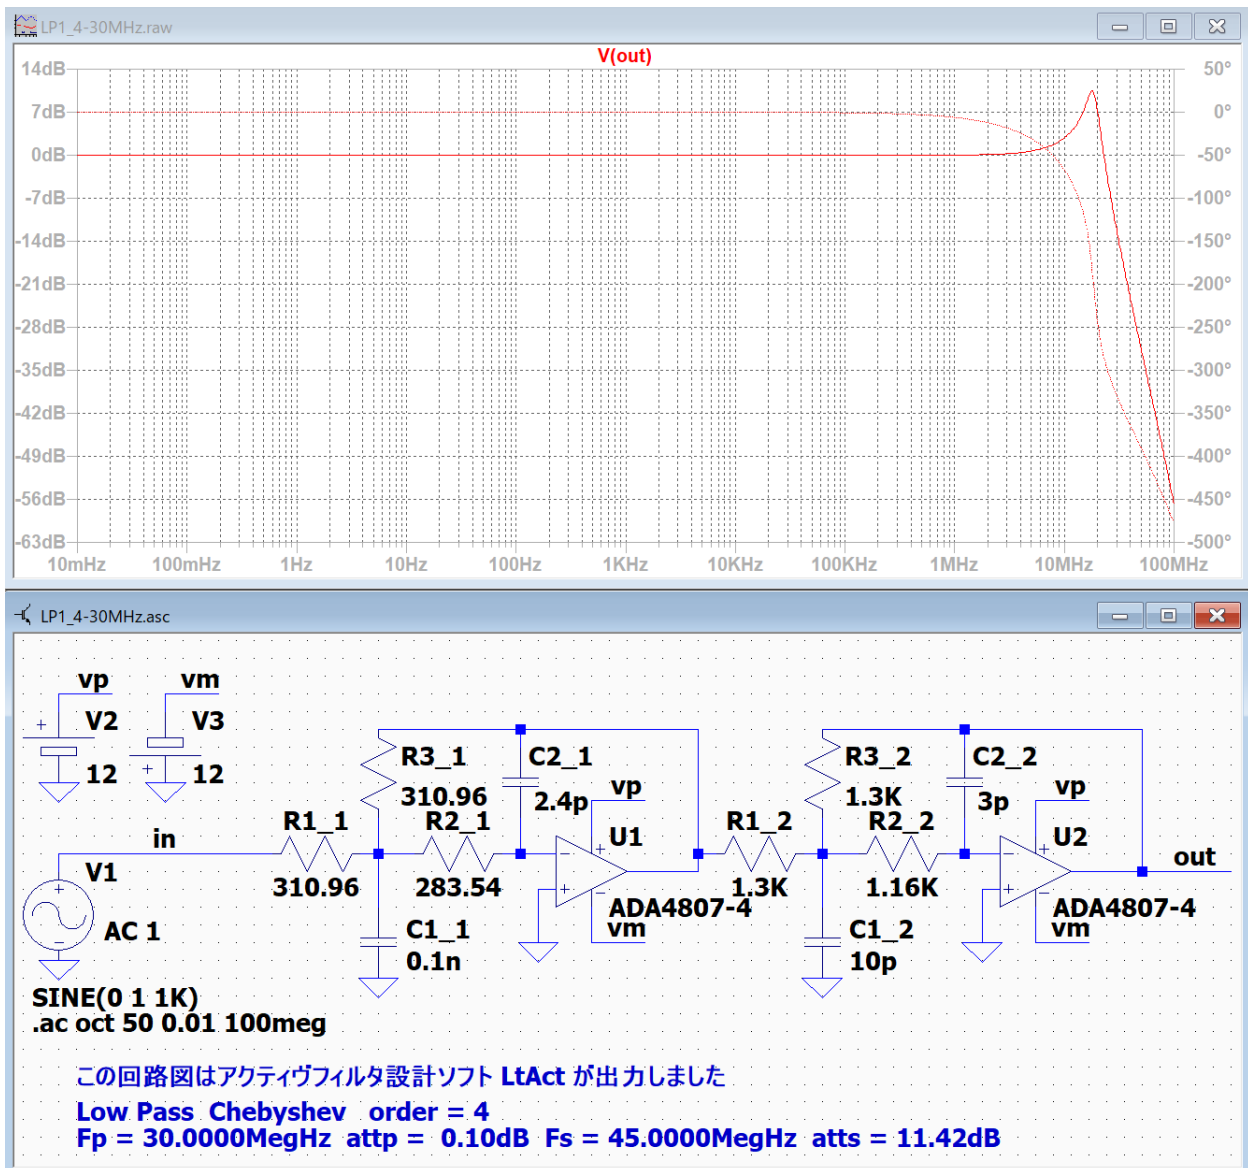 LP1_4-30MHz.raw
V(out)
14dB
7dB
0dB
-7dB
-14dB
-21dB
-28dB
-35dB
-42dB
-49dB
-56dB
-63dB
50°
0°
-50°
-100°
-150°
-200°
-250°
-300°
-350°
-400°
-450°
-500°
10mHz 100mHz 1Hz 10Hz 100Hz 1KHz 10KHz 100KHz 1MHz 10MHz 100MHz
LP1_4-30MHz.asc
vp
vm
V2
V3
12
12
in
V1
AC 1
SINE(0 1 1K)
.ac oct 50 0.01 100meg
R1_1
310.96
R3_1
310.96
R2_1
283.54
C2_1
2.4p
C1_1
0.1n
vp
U1
ADA4807-4
vm
R1_2
1.3K
R3_2
1.3K
R2_2
1.16K
C2_2
3p
C1_2
10p
vp
U2
ADA4807-4
vm
out
この回路図はアクティヴフィルタ設計ソフト LtAct が出力しました
Low Pass Chebyshev order = 4
Fp = 30.0000MegHz attp = 0.10dB Fs = 45.0000MegHz atts = 11.42dB